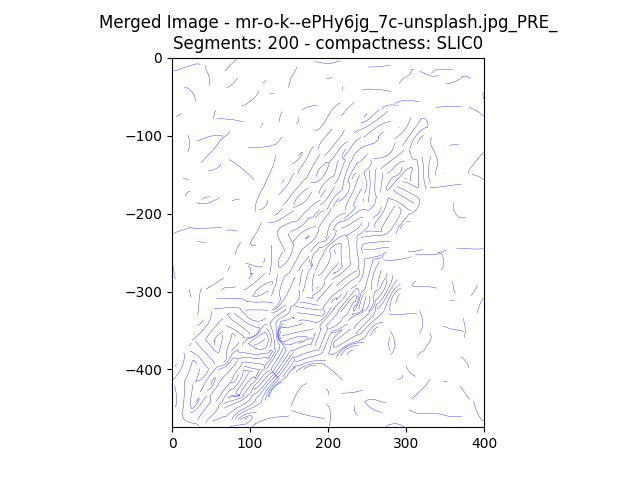 Merged Image - mr-o-k--ePHy6jg_7c-unsplash.jpg_PRE_
Segments: 200 - compactness: SLIC0
0
−100
−200
−300
−400
0 100 200 300 400